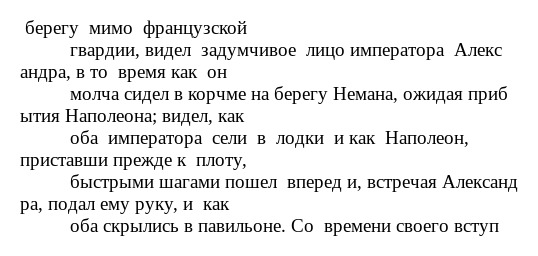 берегу мимо французской
гвардии, видел задумчивое лицо императора Алекс
андра, в то время как он
молча сидел в корчме на берегу Немана, ожидая приб
ытия Наполеона; видел, как
оба императора сели в лодки и как Наполеон,
приставши прежде к плоту,
быстрыми шагами пошел вперед и, встречая Александ
ра, подал ему руку, и как
оба скрылись в павильоне. Со времени своего вступ